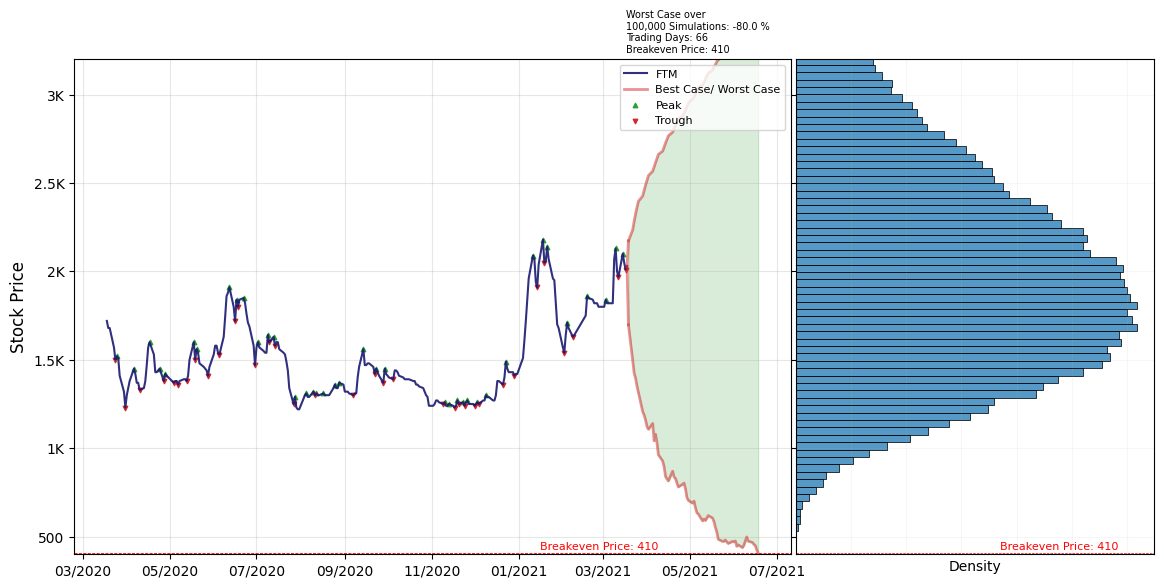 Worst Case over
100,000 Simulations: -80.0 %
Trading Days: 66
Breakeven Price: 410
FTM
Best Case/ Worst Case
Peak
Trough
Stock Price
3K
2.5K
2K
1.5K
1K
500
Breakeven Price: 410
Breakeven Price: 410
03/2020 05/2020 07/2020 09/2020 11/2020 01/2021 03/2021 05/2021 07/2021
Density